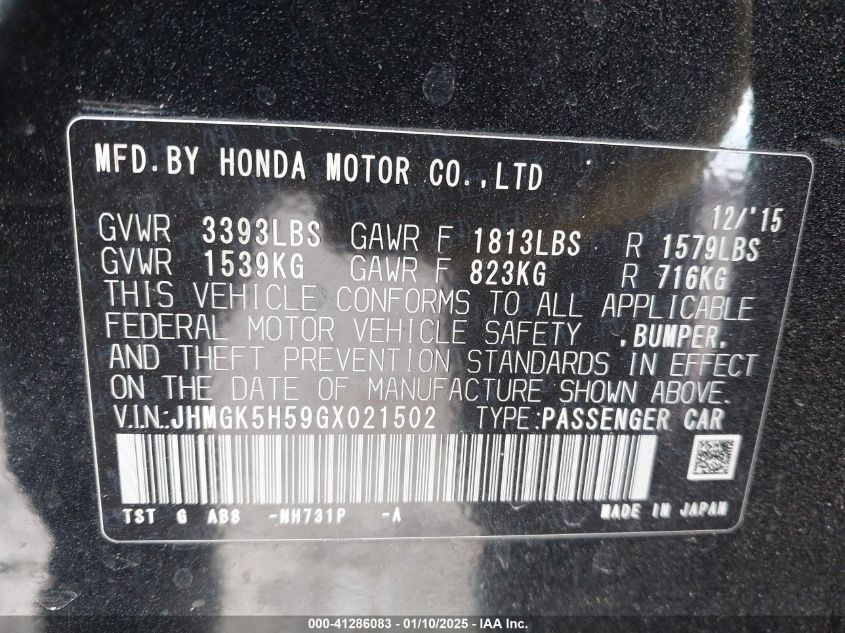 MFD.BY HONDA MOTOR CO.,LTD
12/'15
GVWR 3393LBS GAWR F 1813LBS R 1579LBS
GVWR 1539KG GAWR F 823KG R 716KG
THIS VEHICLE CONFORMS TO ALL APPLICABLE
FEDERAL MOTOR VEHICLE SAFETY ,BUMPER,
AND THEFT PREVENTION STANDARDS IN EFFECT
ON THE DATE OF MANUFACTURE SHOWN ABOVE.
V.I.N.:JHMGK5H59GX021502 TYPE:PASSENGER CAR
TST G AB8 -NH731P -A MADE IN JAPAN
000-41286083 - 01/10/2025 - IAA Inc.